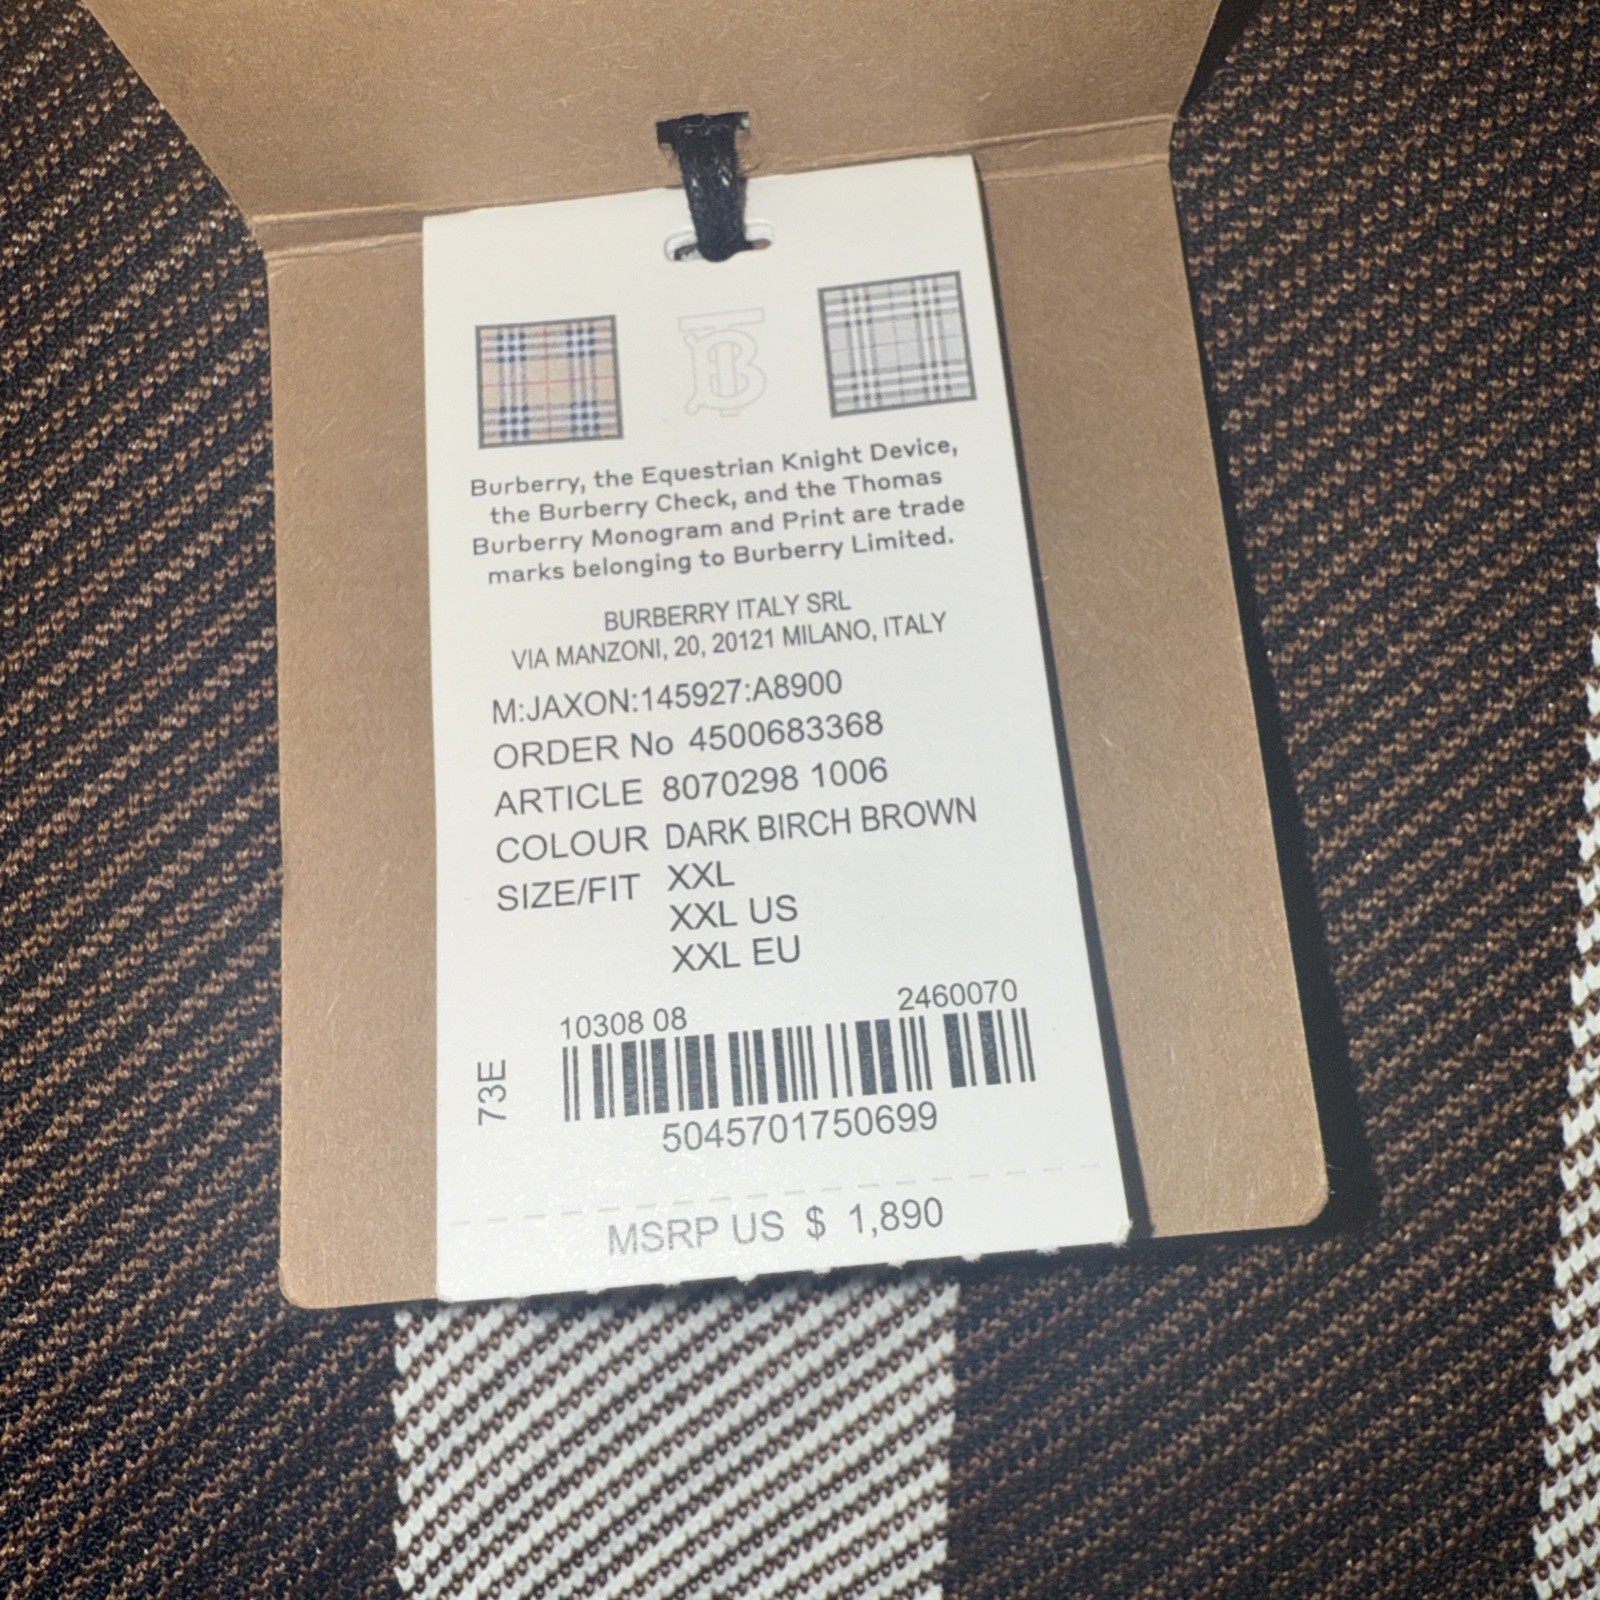 Burberry, the Equestrian Knight Device,
the Burberry Check, and the Thomas
Burberry Monogram and Print are trade
marks belonging to Burberry Limited.
BURBERRY ITALY SRL
VIA MANZONI, 20, 20121 MILANO, ITALY
M:JAXON:145927:A8900
ORDER No 4500683368
ARTICLE 8070298 1006
COLOUR DARK BIRCH BROWN
SIZE/FIT XXL
XXL US
XXL EU
10308 08 2460070
73E
5045701750699
MSRP US $ 1,890